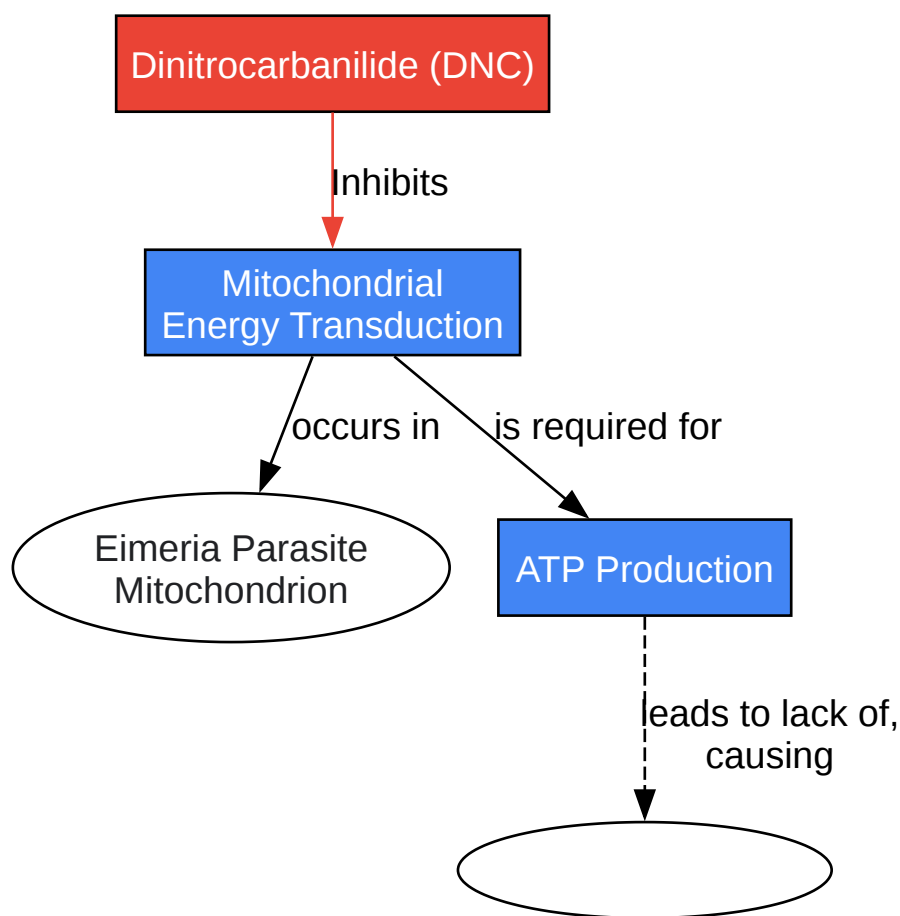 Dinitrocarbanilide (DNC)
Inhibits
Mitochondrial
Energy Transduction
occurs in
is required for
Eimeria Parasite
Mitochondrion
ATP Production
leads to lack of,
causing